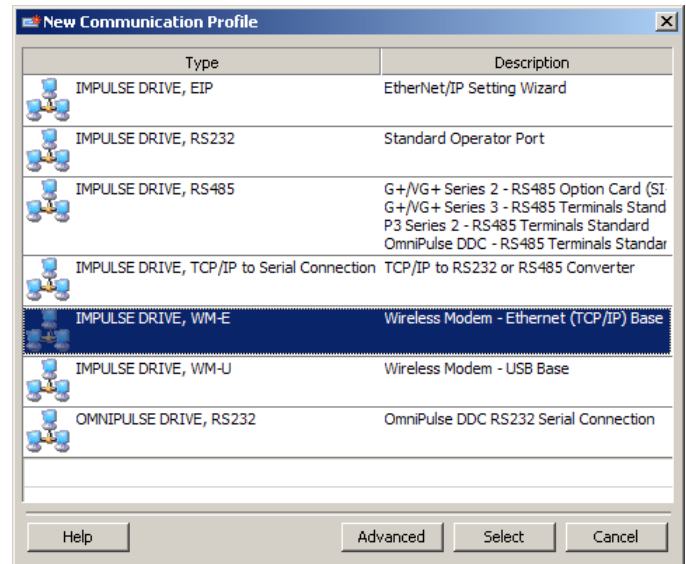 New Communication Profile
Type Description
IMPULSE DRIVE, EIP EtherNet/IP Setting Wizard
IMPULSE DRIVE, RS232 Standard Operator Port
IMPULSE DRIVE, RS485 G+/VG+ Series 2 - RS485 Option Card (SI-
G+/VG+ Series 3 - RS485 Terminals Stand
P3 Series 2 - RS485 Terminals Standard
OmniPulse DDC - RS485 Terminals Standar
IMPULSE DRIVE, TCP/IP to Serial Connection TCP/IP to RS232 or RS485 Converter
IMPULSE DRIVE, WM-E Wireless Modem - Ethernet (TCP/IP) Base
IMPULSE DRIVE, WM-U Wireless Modem - USB Base
OMNIPULSE DRIVE, RS232 OmniPulse DDC RS232 Serial Connection
Help Advanced Select Cancel